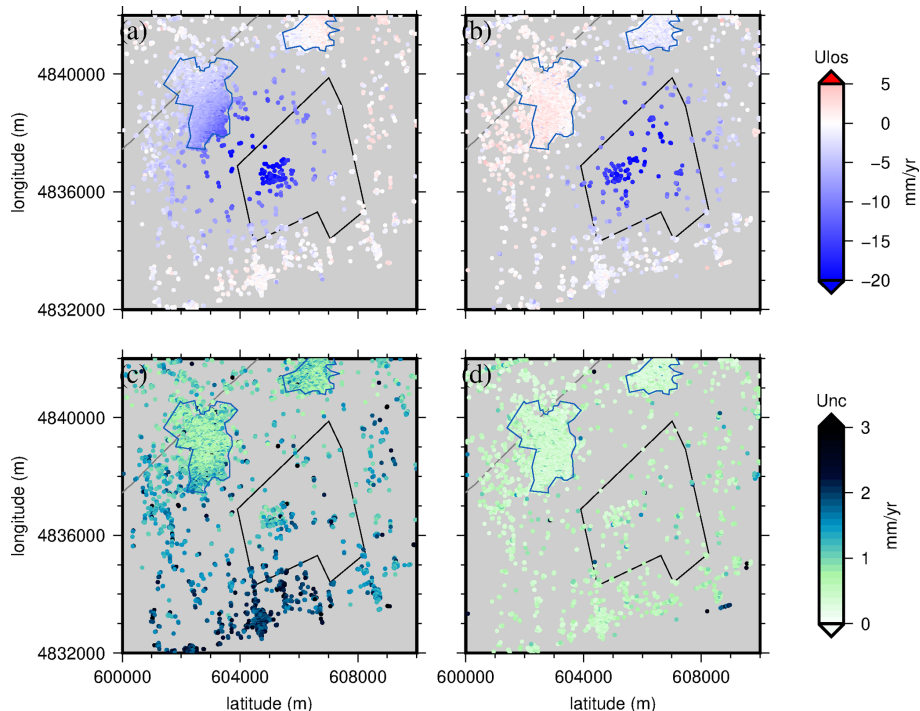 (a)
(b)
4840000
4836000
4832000
longitude (m)
Ulos
5
0
−5
−10
−15
−20
mm/yr
(c)
(d)
4840000
4836000
4832000
longitude (m)
600000
604000
608000
latitude (m)
600000
604000
608000
latitude (m)
Unc
3
2
1
0
mm/yr